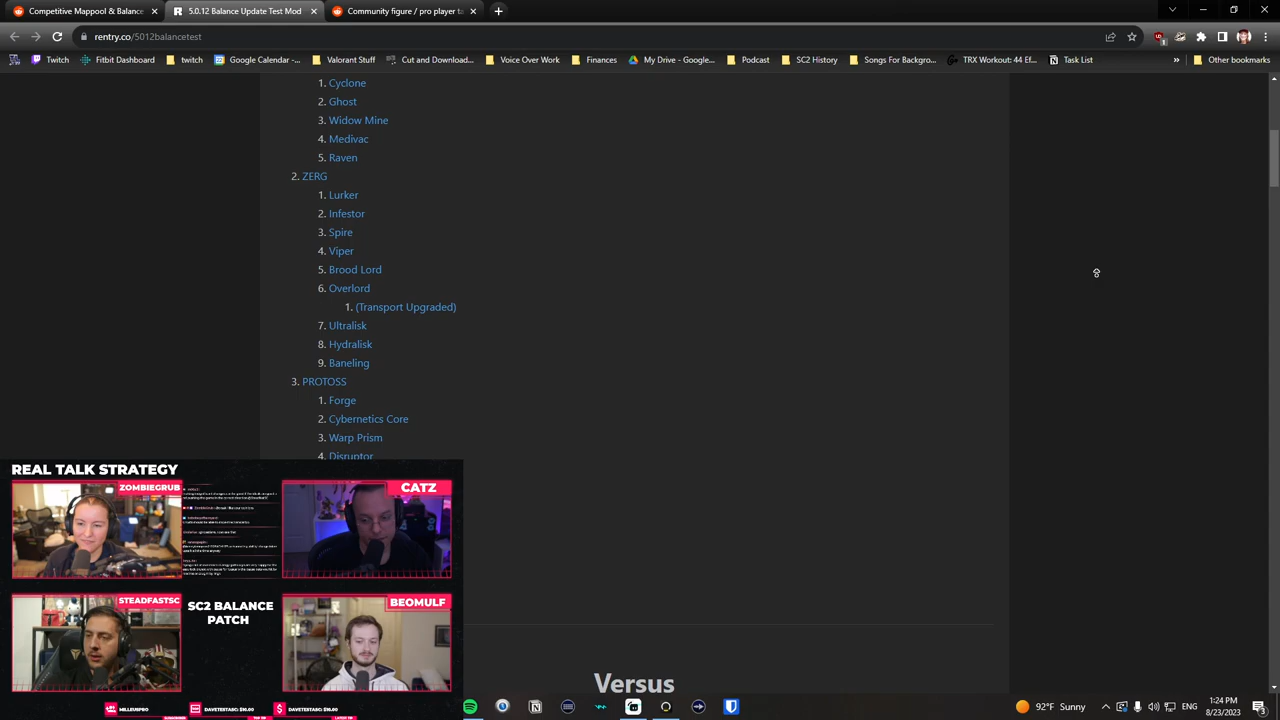 Competitive Mappool & Balance
5.0.12 Balance Update Test Mod
Community figure / pro player ta
rentry.co/5012balancetest
Twitch
Fitbit Dashboard
twitch
Google Calendar -...
Valorant Stuff
Cut and Download...
Voice Over Work
Finances
My Drive - Google...
Podcast
SC2 History
Songs For Backgro...
TRX Workout: 44 Ef...
Task List
Other bookmarks
1. Cyclone
2. Ghost
3. Widow Mine
4. Medivac
5. Raven
2. ZERG
1. Lurker
2. Infestor
3. Spire
4. Viper
5. Brood Lord
6. Overlord
1. (Transport Upgraded)
7. Ultralisk
8. Hydralisk
9. Baneling
3. PROTOSS
1. Forge
2. Cybernetics Core
3. Warp Prism
4. Disruptor
REAL TALK STRATEGY
ZOMBIEGRUB
CATZ
STEADFASTSC
SC2 BALANCE
PATCH
BEOMULF
Versus
92°F Sunny
1:24 PM
8/23/2023